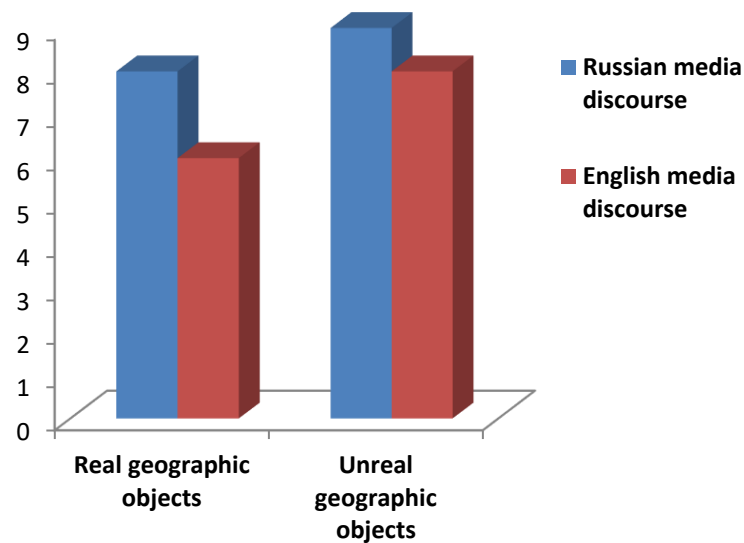 9
8
7
6
5
4
3
2
1
0
Real geographic
objects
Unreal
geographic
objects
Russian media
discourse
English media
discourse